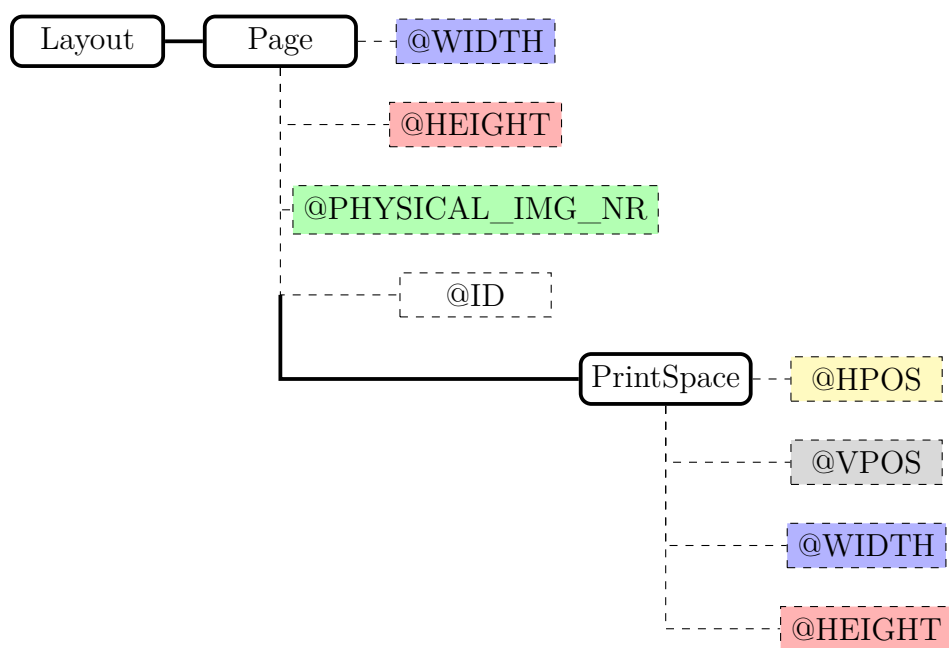 Layout
Page
@WIDTH
@HEIGHT
@PHYSICAL_IMG_NR
@ID
PrintSpace
@HPOS
@VPOS
@WIDTH
@HEIGHT